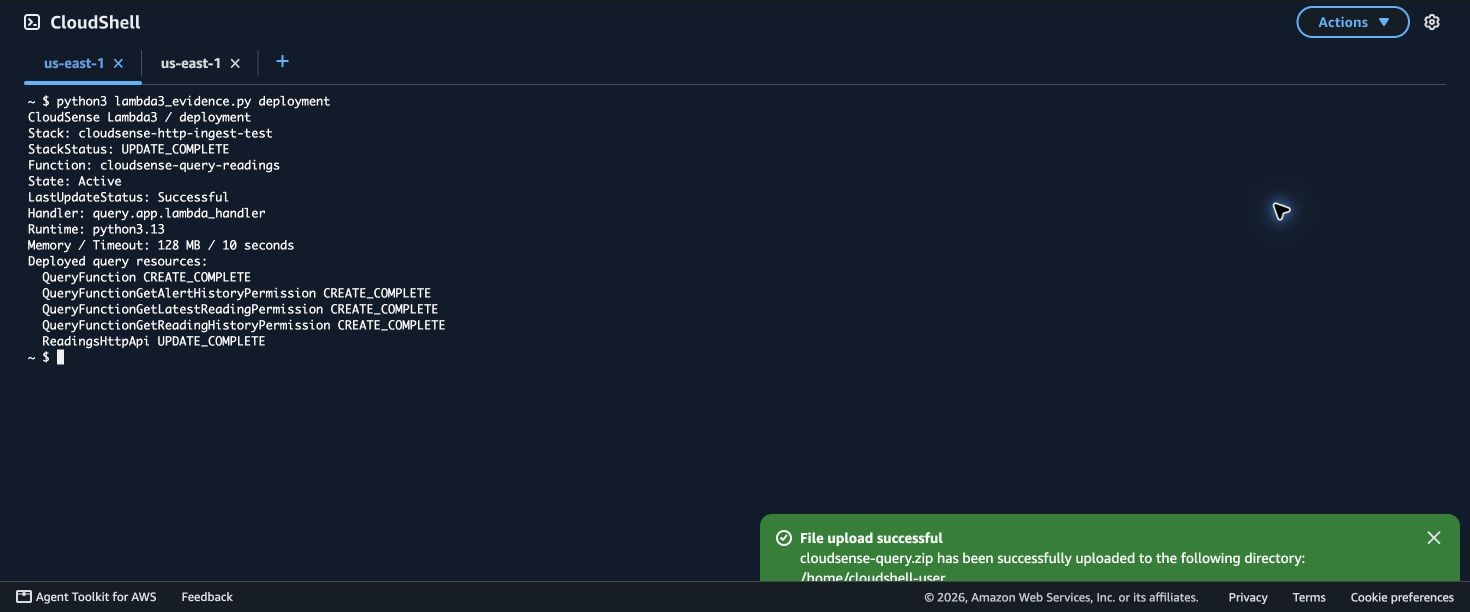 CloudShell
Actions
us-east-1
us-east-1
~ $ python3 lambda3_evidence.py deployment
CloudSense Lambda3 / deployment
Stack: cloudsense-http-ingest-test
StackStatus: UPDATE_COMPLETE
Function: cloudsense-query-readings
State: Active
LastUpdateStatus: Successful
Handler: query.app.lambda_handler
Runtime: python3.13
Memory / Timeout: 128 MB / 10 seconds
Deployed query resources:
  QueryFunction CREATE_COMPLETE
  QueryFunctionGetAlertHistoryPermission CREATE_COMPLETE
  QueryFunctionGetLatestReadingPermission CREATE_COMPLETE
  QueryFunctionGetReadingHistoryPermission CREATE_COMPLETE
  ReadingsHttpApi UPDATE_COMPLETE
~ $
File upload successful
cloudsense-query.zip has been successfully uploaded to the following directory:
/home/cloudshell-user
Agent Toolkit for AWS
Feedback
© 2026, Amazon Web Services, Inc. or its affiliates.
Privacy
Terms
Cookie preferences